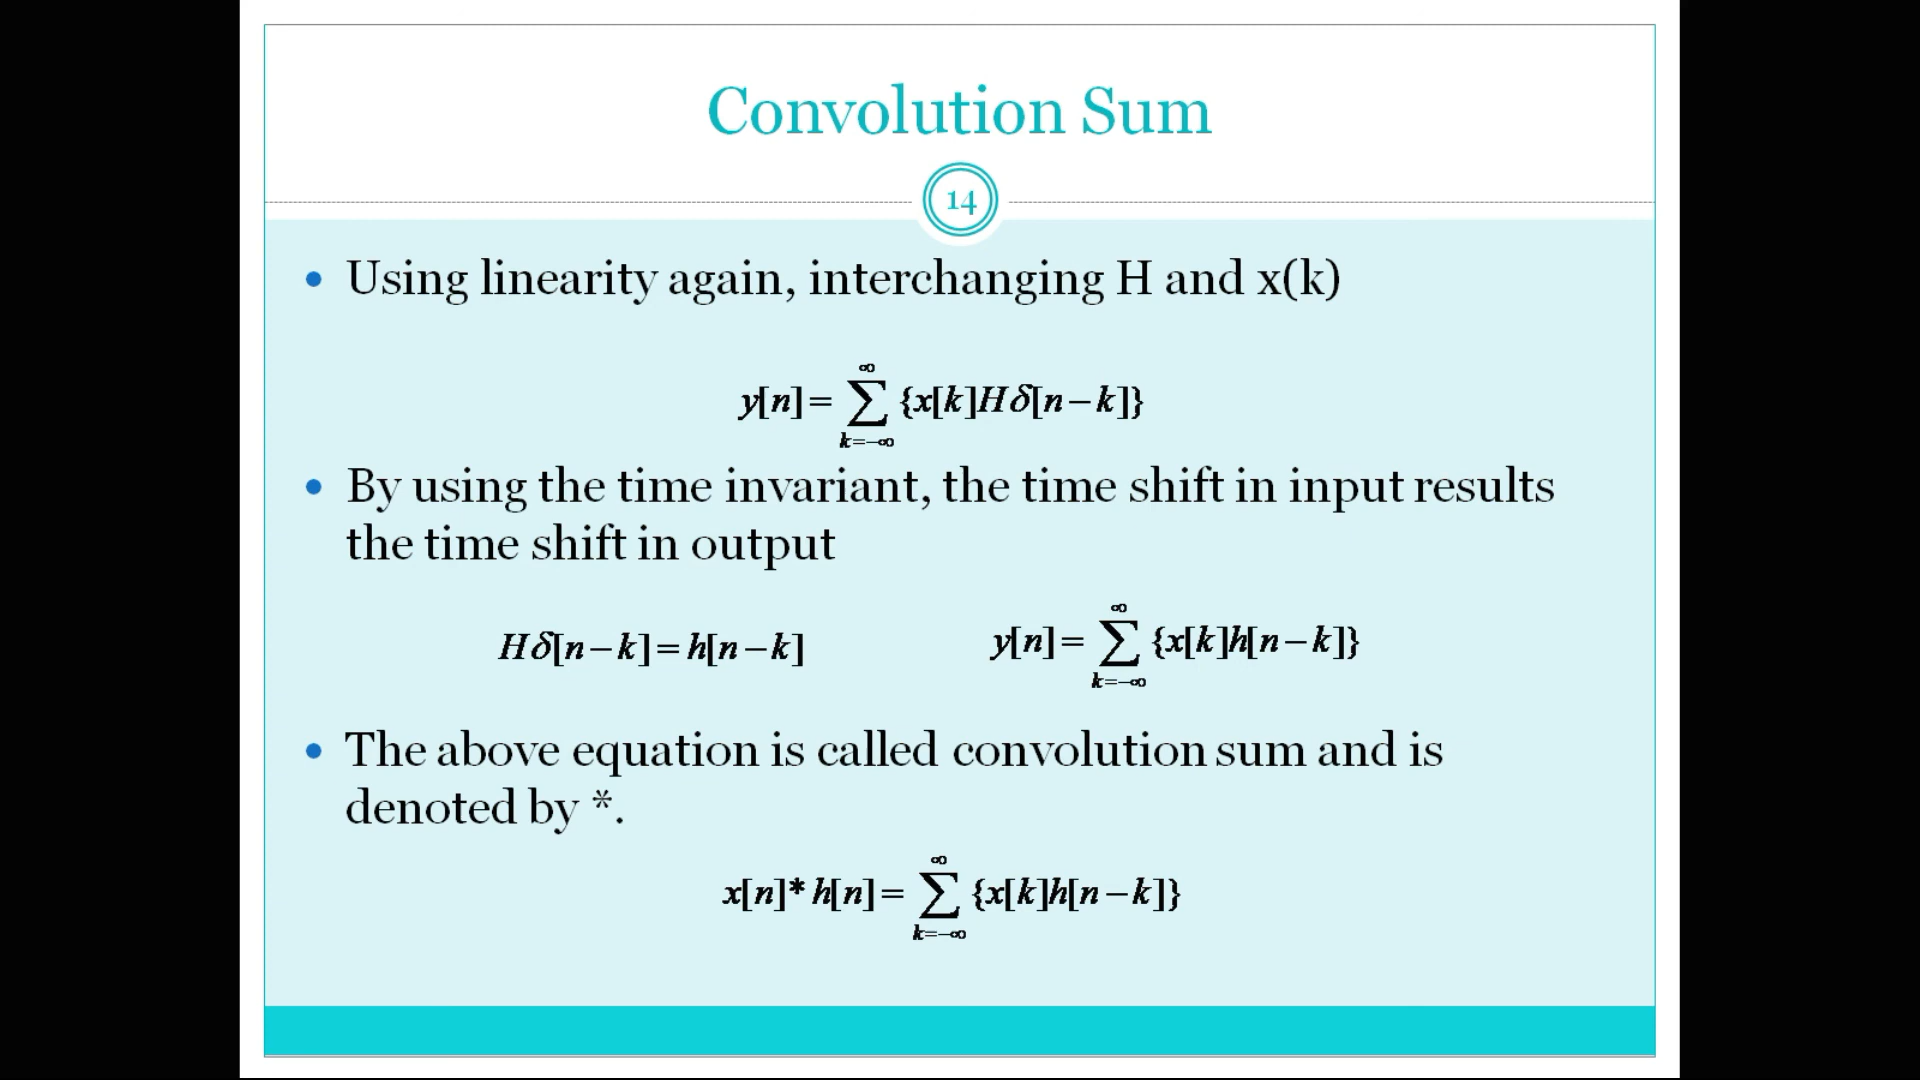 Convolution Sum
14
• Using linearity again, interchanging H and x(k)
y[n] = ∑_{k=-∞}^{∞} {x[k]Hδ[n − k]}
• By using the time invariant, the time shift in input results
the time shift in output
Hδ[n − k] = h[n − k]
y[n] = ∑_{k=-∞}^{∞} {x[k]h[n − k]}
• The above equation is called convolution sum and is
denoted by *.
x[n]* h[n] = ∑_{k=-∞}^{∞} {x[k]h[n − k]}